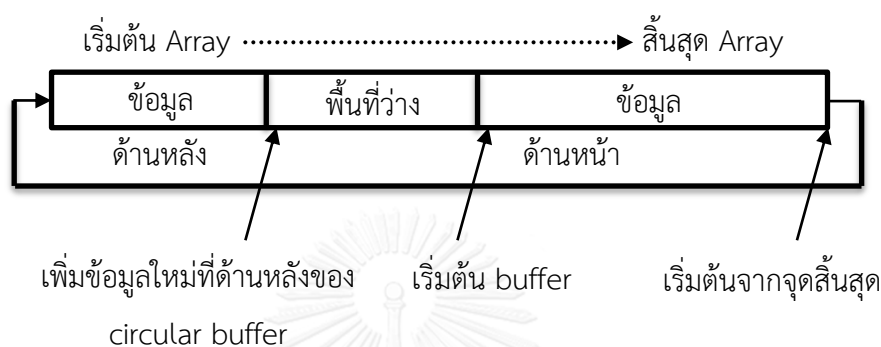 เริ่มต้น Array สิ้นสุด Array
ข้อมูล พื้นที่ว่าง ข้อมูล
ด้านหลัง ด้านหน้า
เพิ่มข้อมูลใหม่ที่ด้านหลังของ เริ่มต้น buffer เริ่มต้นจากจุดสิ้นสุด
circular buffer